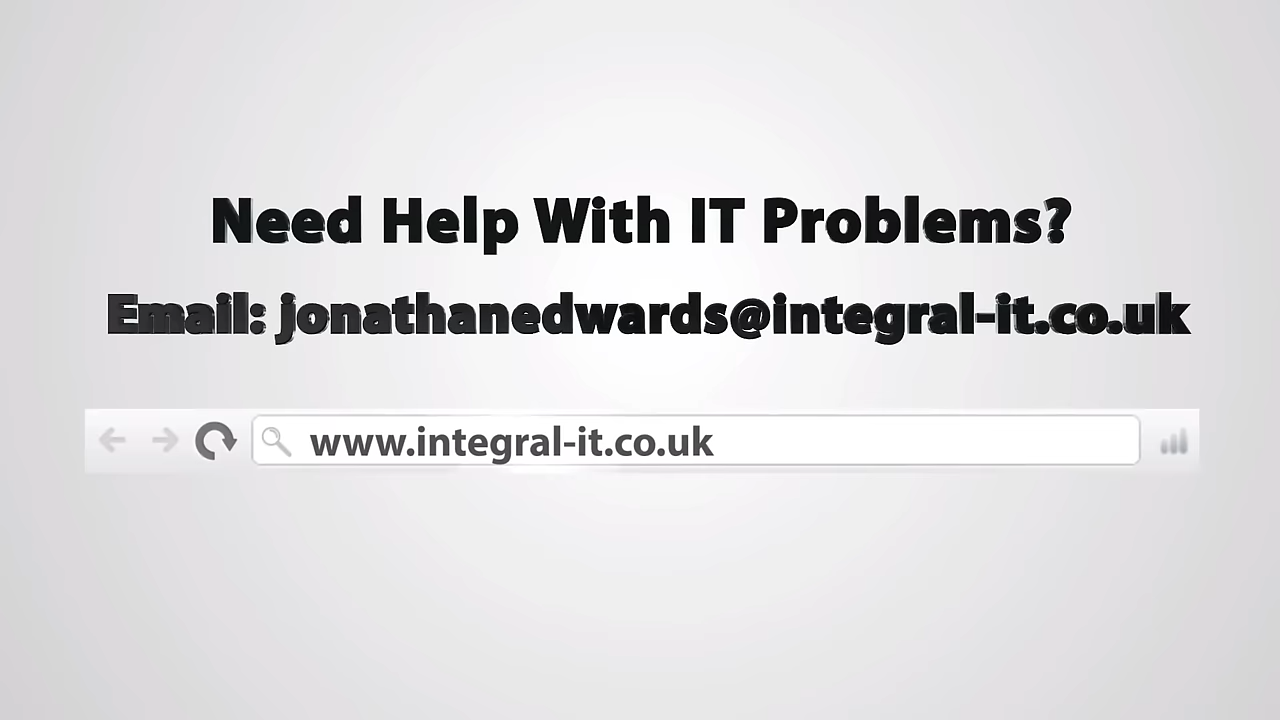 Need Help With IT Problems?
Email: jonathanedwards@integral-it.co.uk
www.integral-it.co.uk